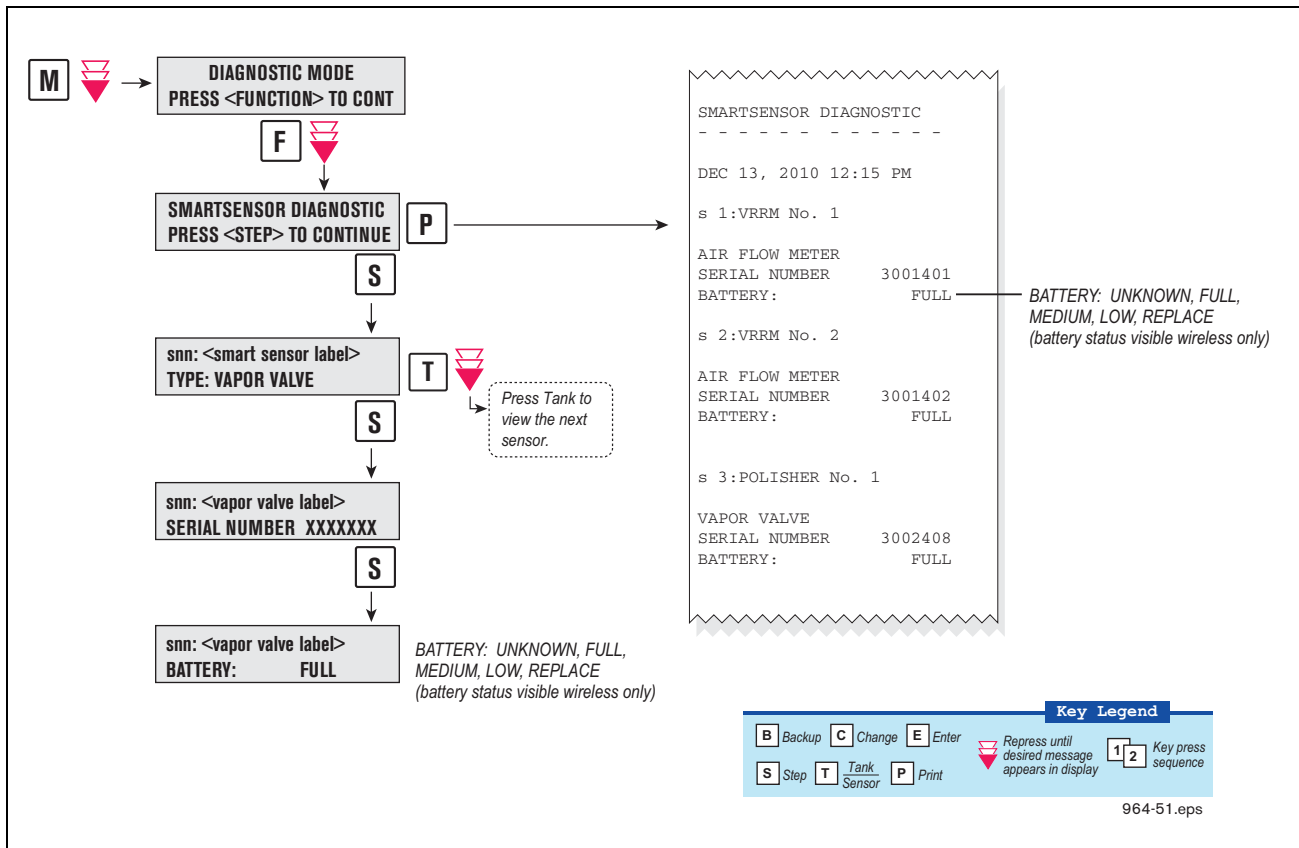 M
DIAGNOSTIC MODE
PRESS <FUNCTION> TO CONT
F
SMARTSENSOR DIAGNOSTIC
PRESS <STEP> TO CONTINUE
P
S
snn: <smart sensor label>
TYPE: VAPOR VALVE
T
Press Tank to
view the next
sensor.
S
snn: <vapor valve label>
SERIAL NUMBER XXXXXXX
S
snn: <vapor valve label>
BATTERY: FULL
BATTERY: UNKNOWN, FULL,
MEDIUM, LOW, REPLACE
(battery status visible wireless only)
SMARTSENSOR DIAGNOSTIC
- - - - - - - - - - - -
DEC 13, 2010 12:15 PM
s 1:VRRM No. 1
AIR FLOW METER
SERIAL NUMBER 3001401
BATTERY: FULL
s 2:VRRM No. 2
AIR FLOW METER
SERIAL NUMBER 3001402
BATTERY: FULL
s 3:POLISHER No. 1
VAPOR VALVE
SERIAL NUMBER 3002408
BATTERY: FULL
BATTERY: UNKNOWN, FULL,
MEDIUM, LOW, REPLACE
(battery status visible wireless only)
Key Legend
B Backup C Change E Enter
S Step T Tank
Sensor P Print
Repress until
desired message
appears in display
1 2 Key press
sequence
964-51.eps